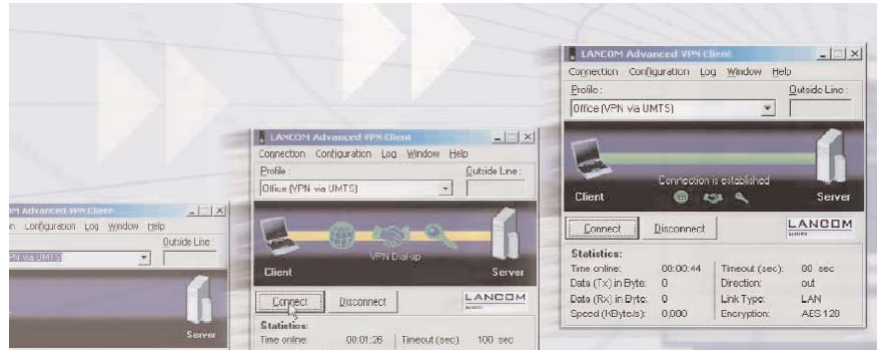 LANCOM Advanced VPN Client
Connection Configuration Log Window Help
Profile : Outside Line :
Office (VPN via UMTS)
Connection is established
Client Server
Connect Disconnect LANCOM
Statistics:
Time online: 00:00:44 Timeout (sec): 00 sec
Data (Tx) in Byte: 0 Direction: out
Data (Rx) in Byte: 0 Link Type: LAN
Speed (KByte/s): 0,000 Encryption: AES 128
LANCOM Advanced VPN Client
Connection Configuration Log Window Help
Profile : Outside Line :
Office (VPN via UMTS)
VPN Dial-up
Client Server
Connect Disconnect LANCOM
Statistics:
Time online: 00:01:26 Timeout (sec): 100 sec
OM Advanced VPN Client
n Configuration Log Window Help
Outside Line :
PN via UMTS)
Server